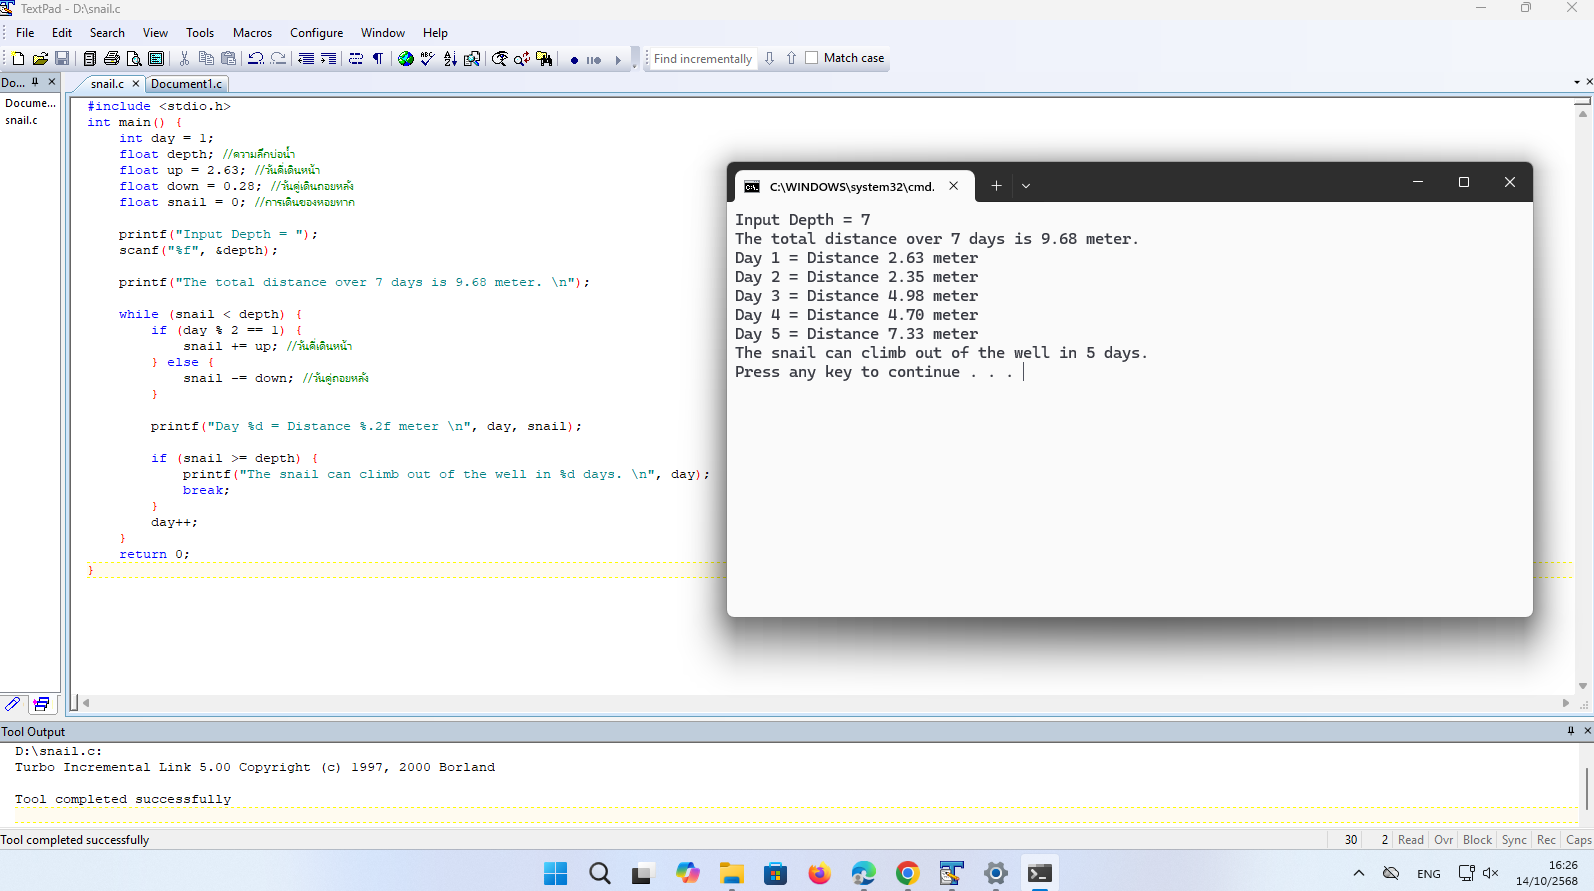 TextPad - D:\snail.c
File Edit Search View Tools Macros Configure Window Help
Find incrementally Match case
Do...
snail.c Document1.c
Docume...
snail.c
#include <stdio.h>
int main() {
int day = 1;
float depth; //ความลึกบ่อน้ำ
float up = 2.63; //วันคี่เดินหน้า
float down = 0.28; //วันคู่เดินถอยหลัง
float snail = 0; //การเดินของหอยทาก
printf("Input Depth = ");
scanf("%f", &depth);
printf("The total distance over 7 days is 9.68 meter. \n");
while (snail < depth) {
if (day % 2 == 1) {
snail += up; //วันคี่เดินหน้า
} else {
snail -= down; //วันคู่ถอยหลัง
}
printf("Day %d = Distance %.2f meter \n", day, snail);
if (snail >= depth) {
printf("The snail can climb out of the well in %d days. \n", day);
break;
}
day++;
}
return 0;
}
C:\WINDOWS\system32\cmd.
Input Depth = 7
The total distance over 7 days is 9.68 meter.
Day 1 = Distance 2.63 meter
Day 2 = Distance 2.35 meter
Day 3 = Distance 4.98 meter
Day 4 = Distance 4.70 meter
Day 5 = Distance 7.33 meter
The snail can climb out of the well in 5 days.
Press any key to continue . . .
Tool Output
D:\snail.c:
Turbo Incremental Link 5.00 Copyright (c) 1997, 2000 Borland
Tool completed successfully
Tool completed successfully 30 2 Read Ovr Block Sync Rec Caps
ENG
16:26
14/10/2568